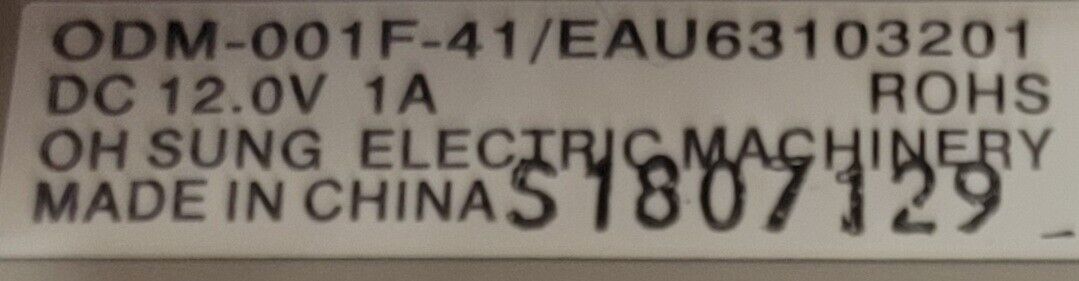 ODM-001F-41/EAU63103201
DC 12.0V 1A ROHS
OH SUNG ELECTRIC MACHINERY
MADE IN CHINA S1807129